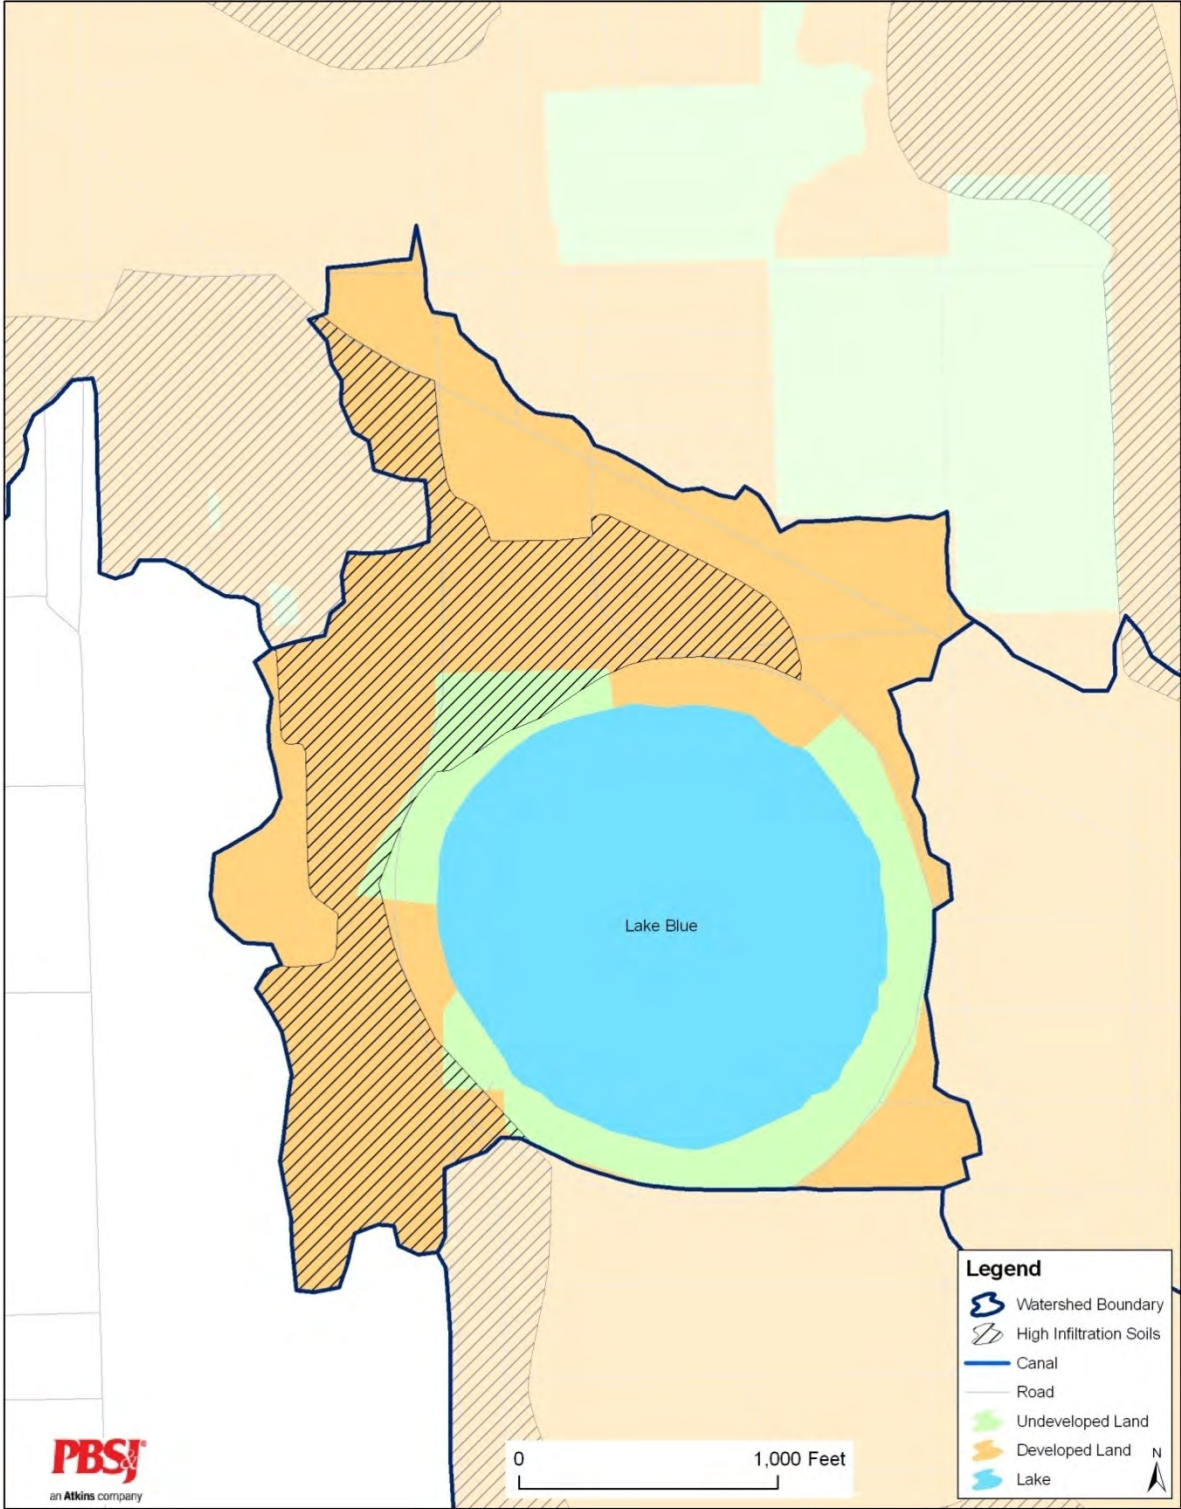 Lake Blue
Legend
Watershed Boundary
High Infiltration Soils
Canal
Road
Undeveloped Land
Developed Land
Lake
N
0 1,000 Feet
PBS&J®
an Atkins company